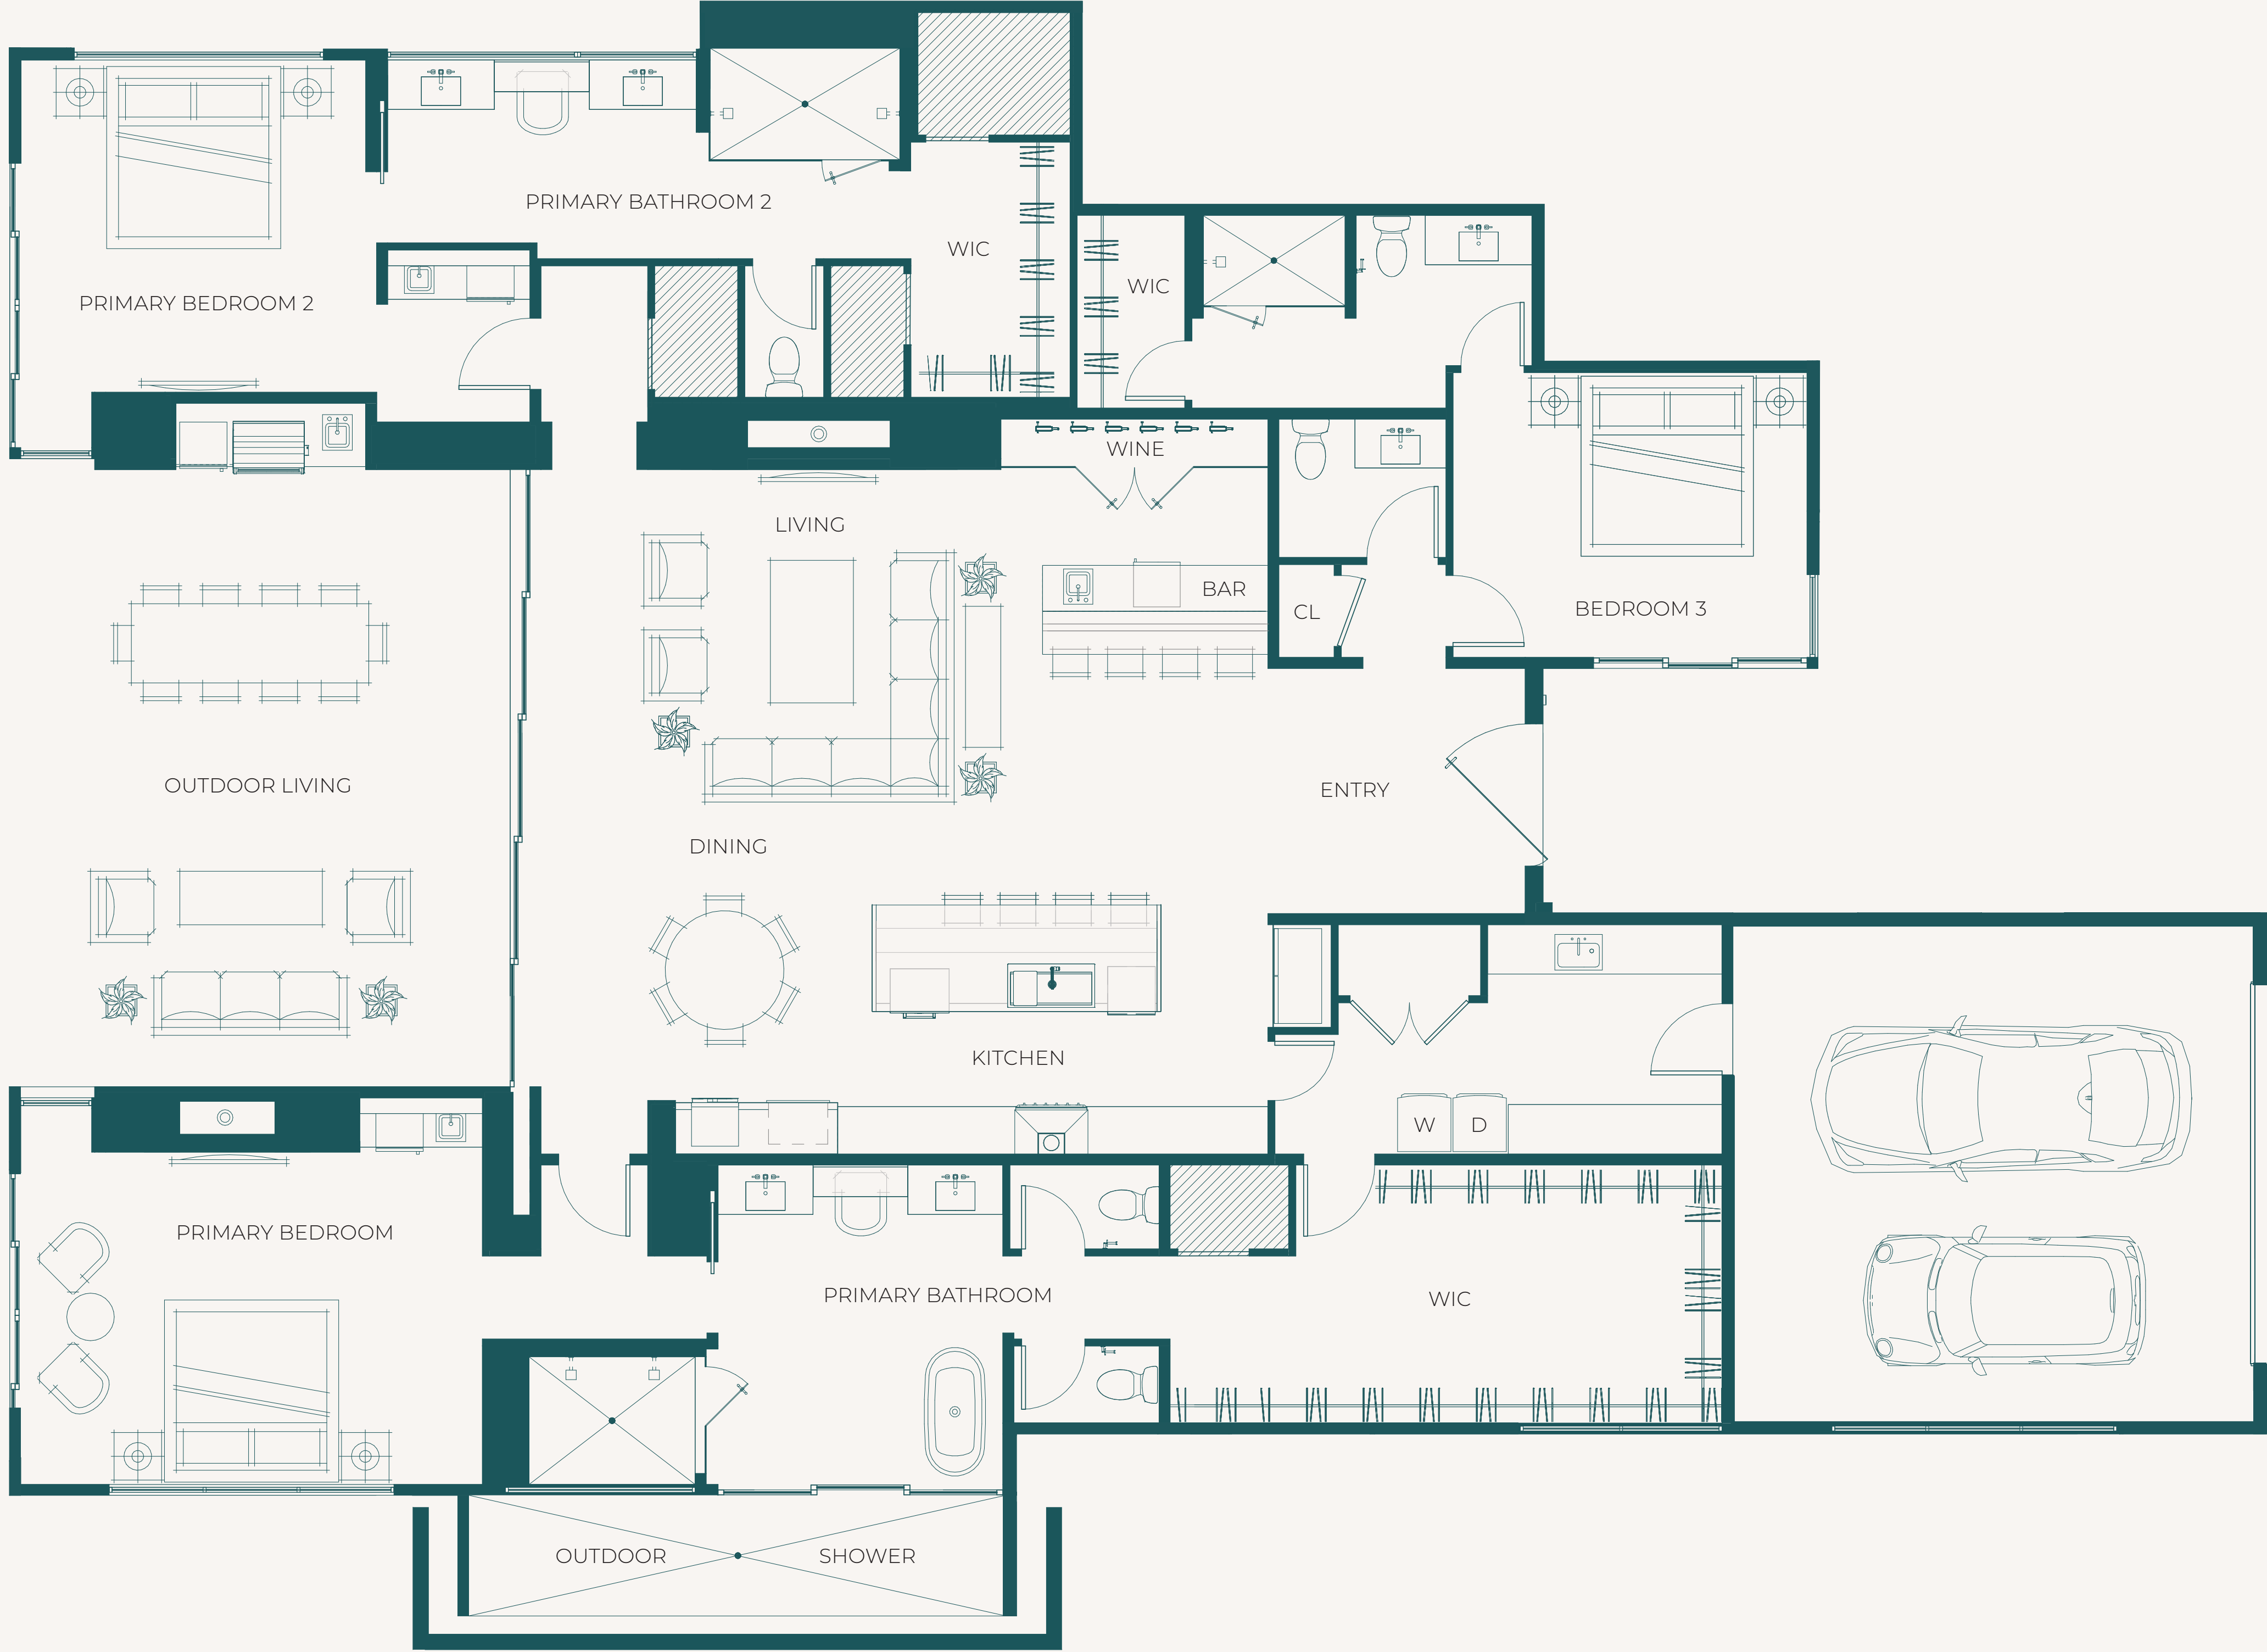 PRIMARY BATHROOM 2
WIC
WIC
PRIMARY BEDROOM 2
WINE
LIVING
BAR
CL
BEDROOM 3
OUTDOOR LIVING
ENTRY
DINING
KITCHEN
W
D
PRIMARY BEDROOM
PRIMARY BATHROOM
WIC
OUTDOOR SHOWER